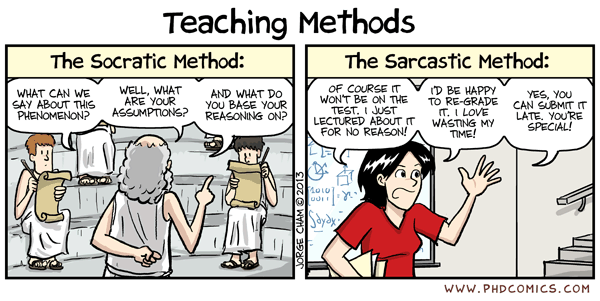 Teaching Methods
The Socratic Method:
WHAT CAN WE
SAY ABOUT THIS
PHENOMENON?
WELL, WHAT
ARE YOUR
ASSUMPTIONS?
AND WHAT DO
YOU BASE YOUR
REASONING ON?
JORGE CHAM © 2013
The Sarcastic Method:
OF COURSE IT
WON'T BE ON THE
TEST. I JUST
LECTURED ABOUT IT
FOR NO REASON!
I'D BE HAPPY
TO RE-GRADE
IT. I LOVE
WASTING MY
TIME!
YES, YOU
CAN SUBMIT IT
LATE. YOU'RE
SPECIAL!
WWW.PHDCOMICS.COM